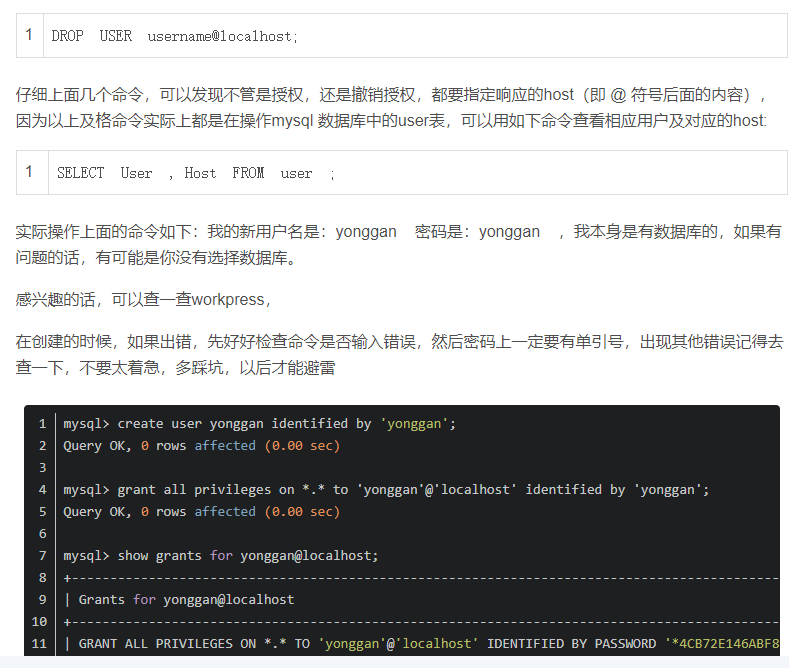 1 DROP USER username@localhost;
仔细上面几个命令，可以发现不管是授权，还是撤销授权，都要指定响应的host（即 @ 符号后面的内容），
因为以上及格命令实际上都是在操作mysql 数据库中的user表，可以用如下命令查看相应用户及对应的host:
1 SELECT User , Host FROM user ;
实际操作上面的命令如下：我的新用户名是：yonggan 密码是：yonggan ，我本身是有数据库的，如果有
问题的话，有可能是你没有选择数据库。
感兴趣的话，可以查一查workpress，
在创建的时候，如果出错，先好好检查命令是否输入错误，然后密码上一定要有单引号，出现其他错误记得去
查一下，不要太着急，多踩坑，以后才能避雷
1 mysql> create user yonggan identified by 'yonggan';
2 Query OK, 0 rows affected (0.00 sec)
3
4 mysql> grant all privileges on *.* to 'yonggan'@'localhost' identified by 'yonggan';
5 Query OK, 0 rows affected (0.00 sec)
6
7 mysql> show grants for yonggan@localhost;
8 +---------------------------------------------------------------------------------------------
9 | Grants for yonggan@localhost
10 +---------------------------------------------------------------------------------------------
11 | GRANT ALL PRIVILEGES ON *.* TO 'yonggan'@'localhost' IDENTIFIED BY PASSWORD '*4CB72E146ABF8